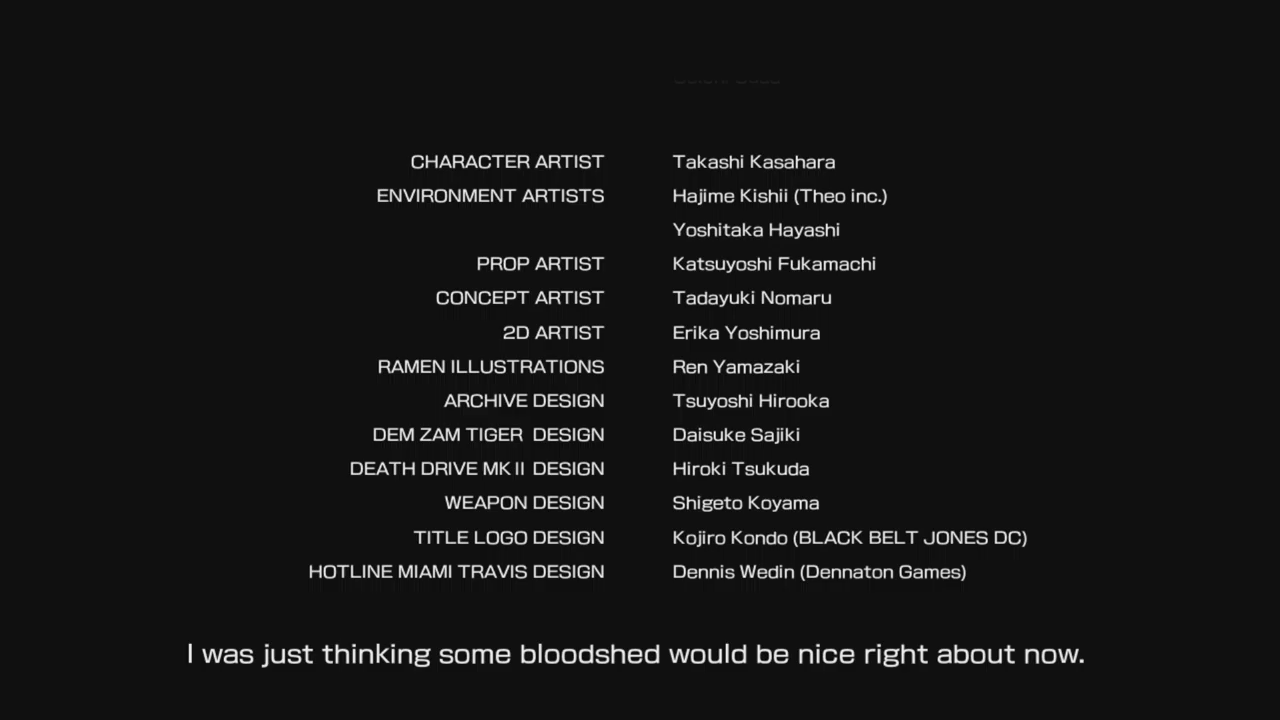 CHARACTER ARTIST Takashi Kasahara
ENVIRONMENT ARTISTS Hajime Kishii (Theo inc.)
Yoshitaka Hayashi
PROP ARTIST Katsuyoshi Fukamachi
CONCEPT ARTIST Tadayuki Nomaru
2D ARTIST Erika Yoshimura
RAMEN ILLUSTRATIONS Ren Yamazaki
ARCHIVE DESIGN Tsuyoshi Hirooka
DEM ZAM TIGER DESIGN Daisuke Sajiki
DEATH DRIVE MK II DESIGN Hiroki Tsukuda
WEAPON DESIGN Shigeto Koyama
TITLE LOGO DESIGN Kojiro Kondo (BLACK BELT JONES DC)
HOTLINE MIAMI TRAVIS DESIGN Dennis Wedin (Dennaton Games)
I was just thinking some bloodshed would be nice right about now.